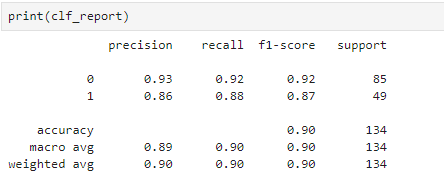 print(clf_report)
precision recall f1-score support
0 0.93 0.92 0.92 85
1 0.86 0.88 0.87 49
accuracy 0.90 134
macro avg 0.89 0.90 0.90 134
weighted avg 0.90 0.90 0.90 134